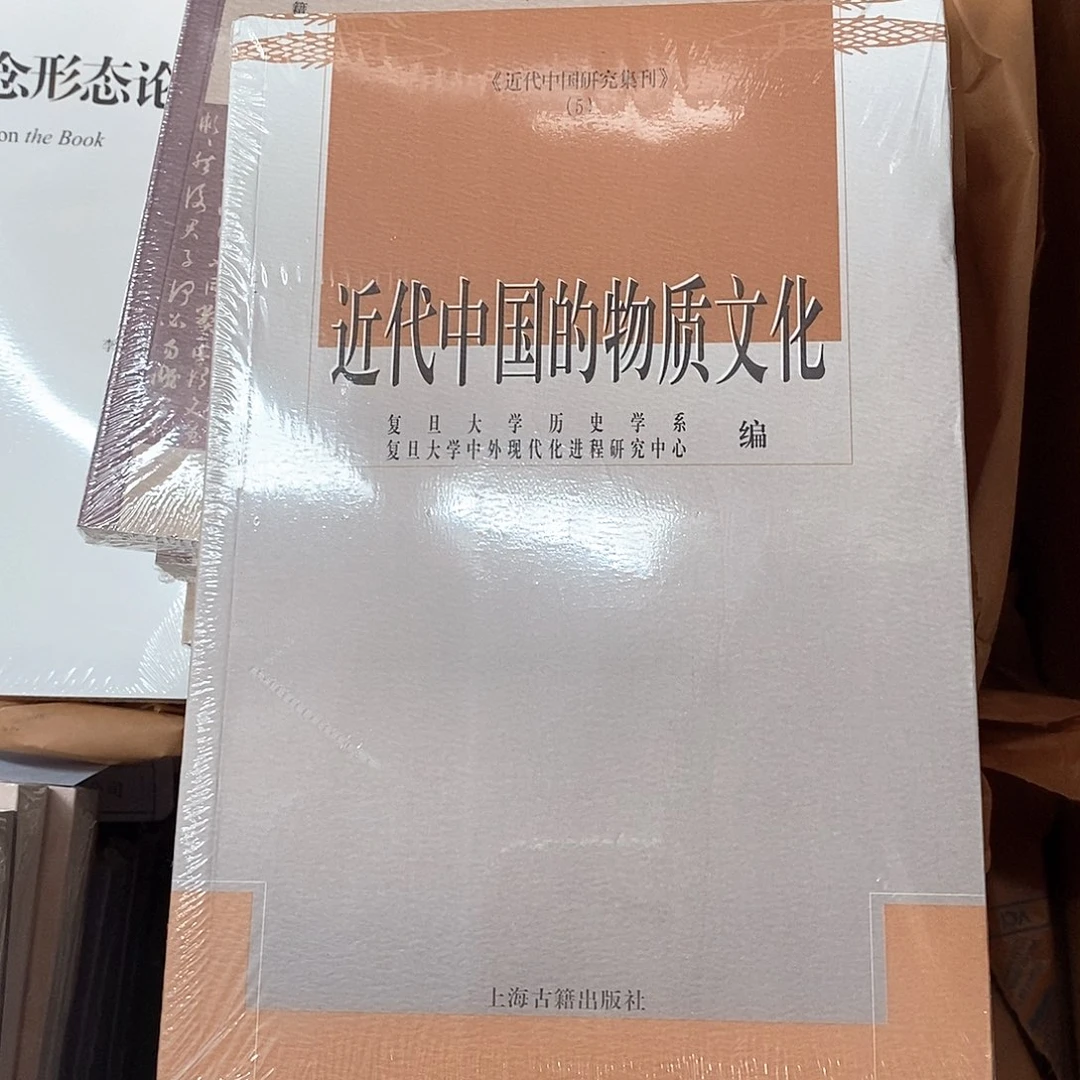 《近代中国研究集刊》
(5)
近代中国的物质文化
复旦大学历史学系
复旦大学中外现代化进程研究中心
编
上海古籍出版社
念形态论
on the Book
籍
李